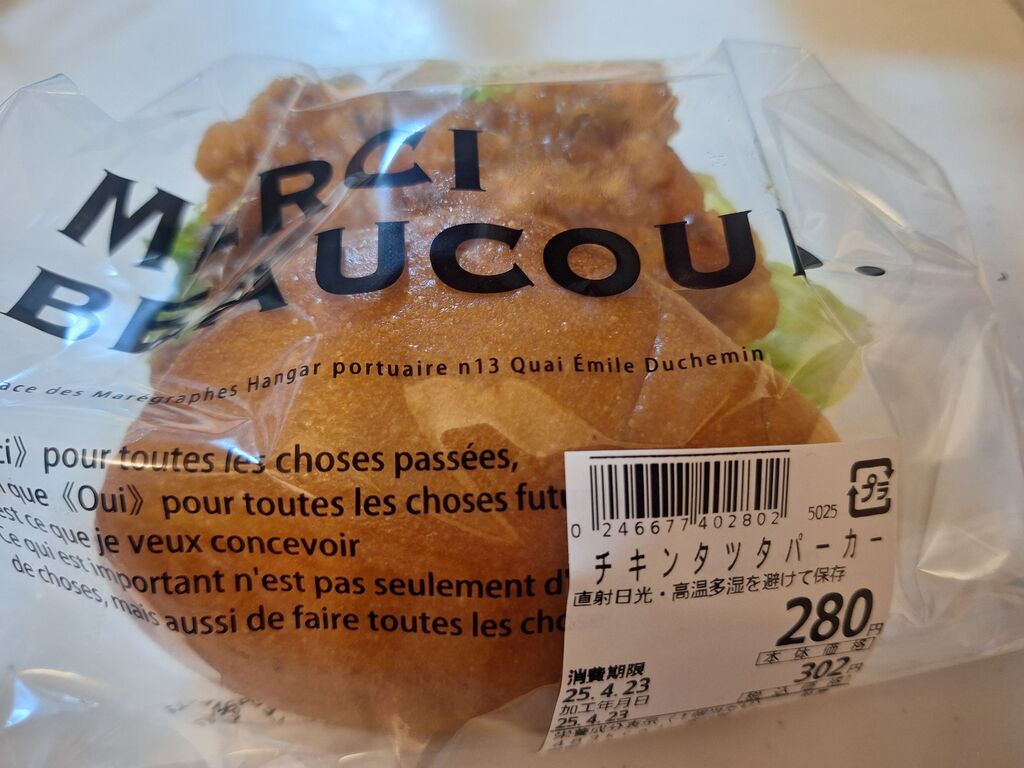 MERCI
BEAUCOUP.
des Marégraphes Hangar portuaire n13 Quai Émile Duchemin
pour toutes les choses passées,
que 《Oui》 pour toutes les choses
est ce que je veux concevoir
Ce qui est important n'est pas seulement
de choses, mais aussi de faire toutes les
0 246677 402802 5025
プラ
チキンタツタバーガー
直射日光・高温多湿を避けて保存
280円
本体価格
302円
税込
消費期限
25.4.23
加工年月日
25.4.23